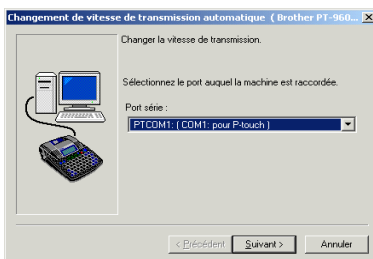 Changement de vitesse de transmission automatique ( Brother PT-960...
Changer la vitesse de transmission.
Sélectionnez le port auquel la machine est raccordée.
Port série :
PTCOM1: ( COM1: pour P-touch )
< Précédent
Suivant >
Annuler